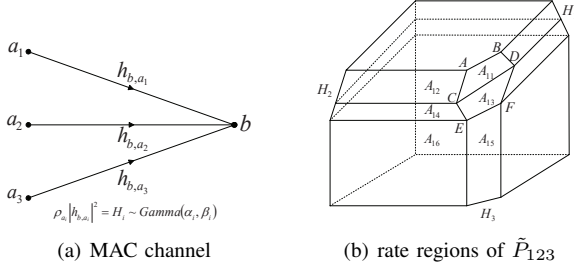 a₁
h_{b,a₁}
a₂
h_{b,a₂}
b
a₃
h_{b,a₃}
ρ_{a_i}|h_{b,a_i}|² = H_i ~ Gamma(α_i, β_i)
(a) MAC channel
H
B
A
D
A₁₁
H₂
A₁₂
C
A₁₃
F
A₁₄
E
A₁₆
A₁₅
H₃
(b) rate regions of P̃₁₂₃